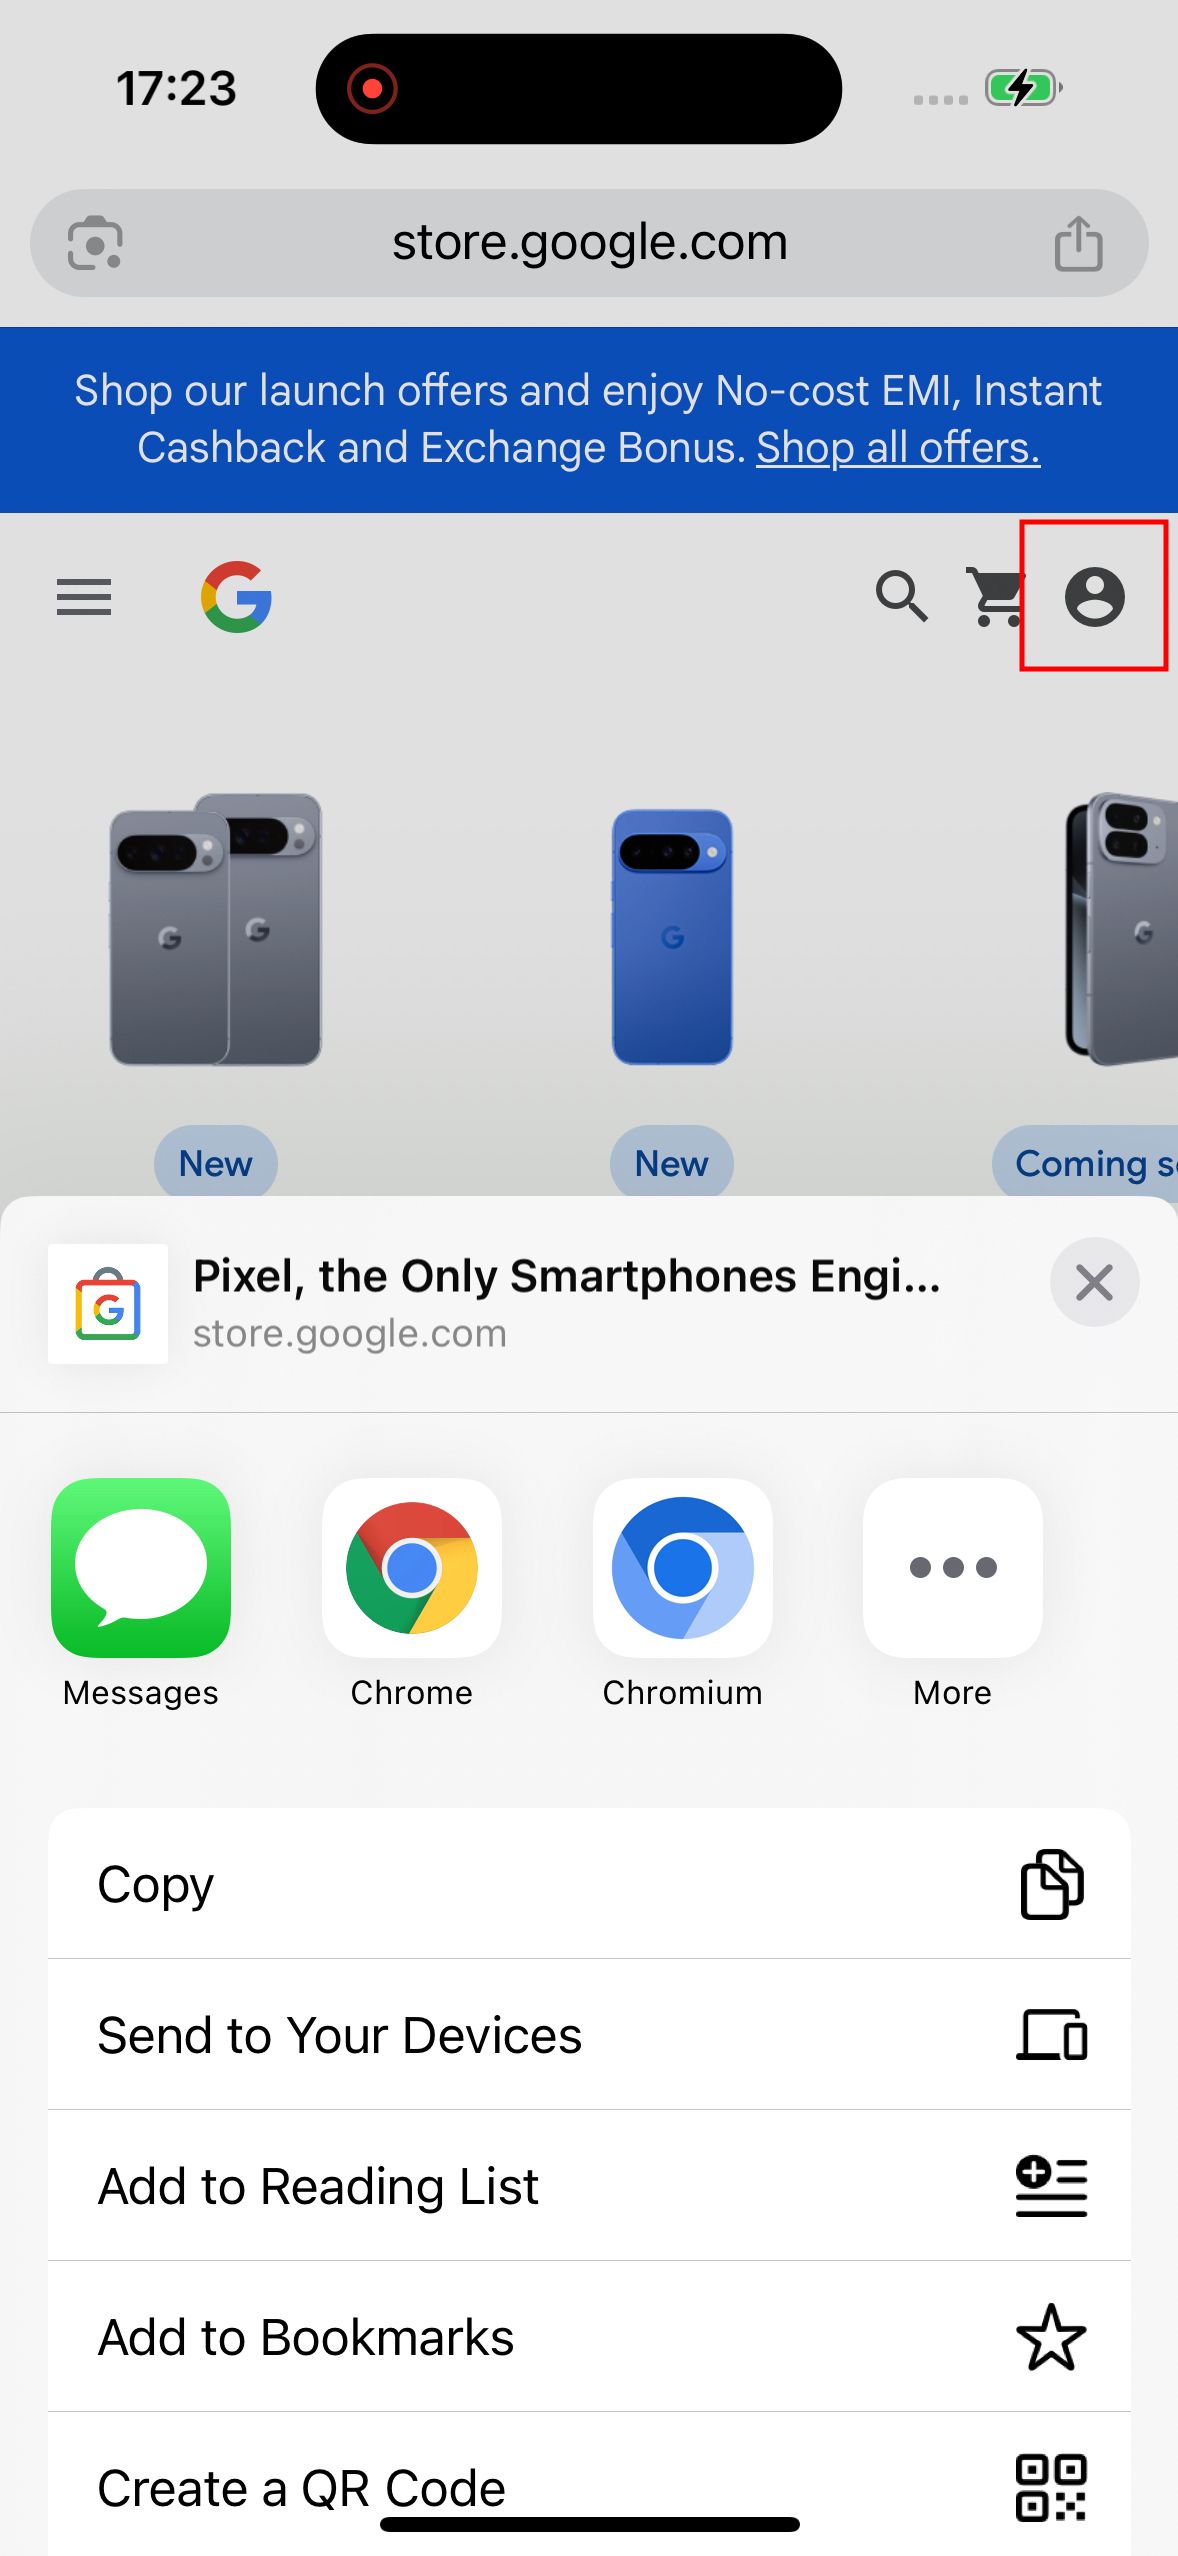 17:23
store.google.com
Shop our launch offers and enjoy No-cost EMI, Instant
Cashback and Exchange Bonus. Shop all offers.
New
New
Coming s
Pixel, the Only Smartphones Engi...
store.google.com
Messages
Chrome
Chromium
More
Copy
Send to Your Devices
Add to Reading List
Add to Bookmarks
Create a QR Code